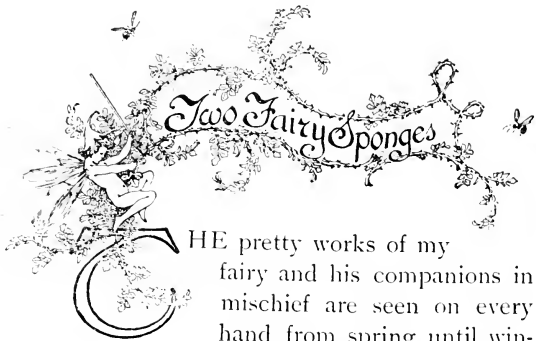 Two Fairy Sponges
THE pretty works of my
fairy and his companions in
mischief are seen on every
hand from spring until win-